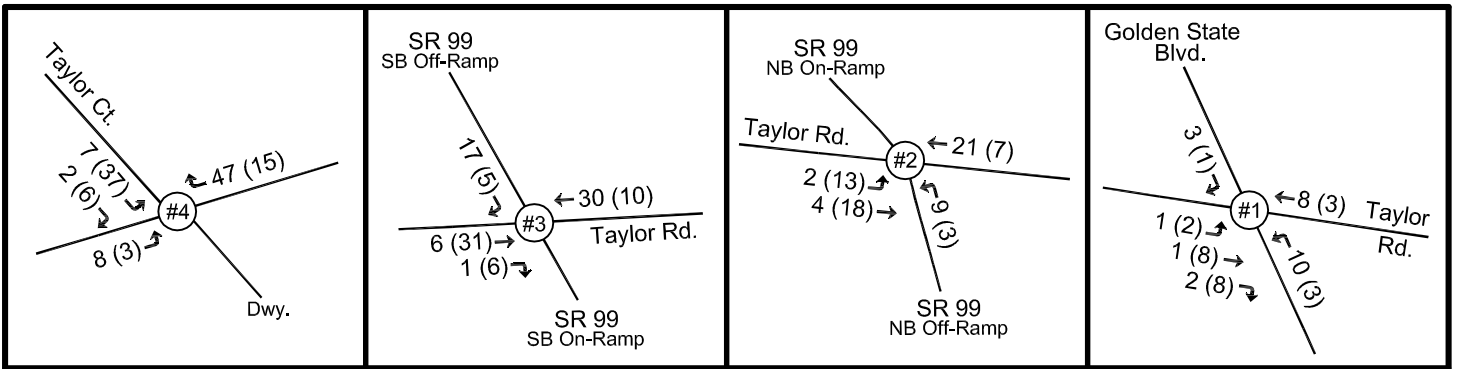 Taylor Ct.
7 (37)
2 (6)
47 (15)
#4
8 (3)
Dwy.
SR 99
SB Off-Ramp
17 (5)
30 (10)
#3
6 (31)
Taylor Rd.
1 (6)
SR 99
SB On-Ramp
SR 99
NB On-Ramp
Taylor Rd.
21 (7)
#2
2 (13)
4 (18)
9 (3)
SR 99
NB Off-Ramp
Golden State
Blvd.
3 (1)
8 (3)
Taylor
Rd.
#1
1 (2)
1 (8)
2 (8)
10 (3)